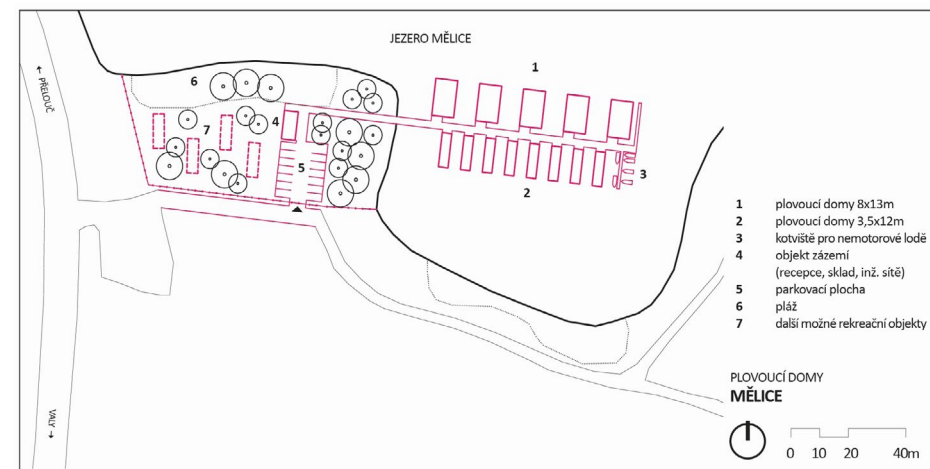 JEZERO MĚLICE
1
6
← PŘELOUČ
4
7
5
3
2
1 plovoucí domy 8x13m
2 plovoucí domy 3,5x12m
3 kotviště pro nemotorové lodě
4 objekt zázemí
(recepce, sklad, inž. sítě)
5 parkovací plocha
6 pláž
7 další možné rekreační objekty
PLOVOUCÍ DOMY
MĚLICE
VALY →
0 10 20 40m